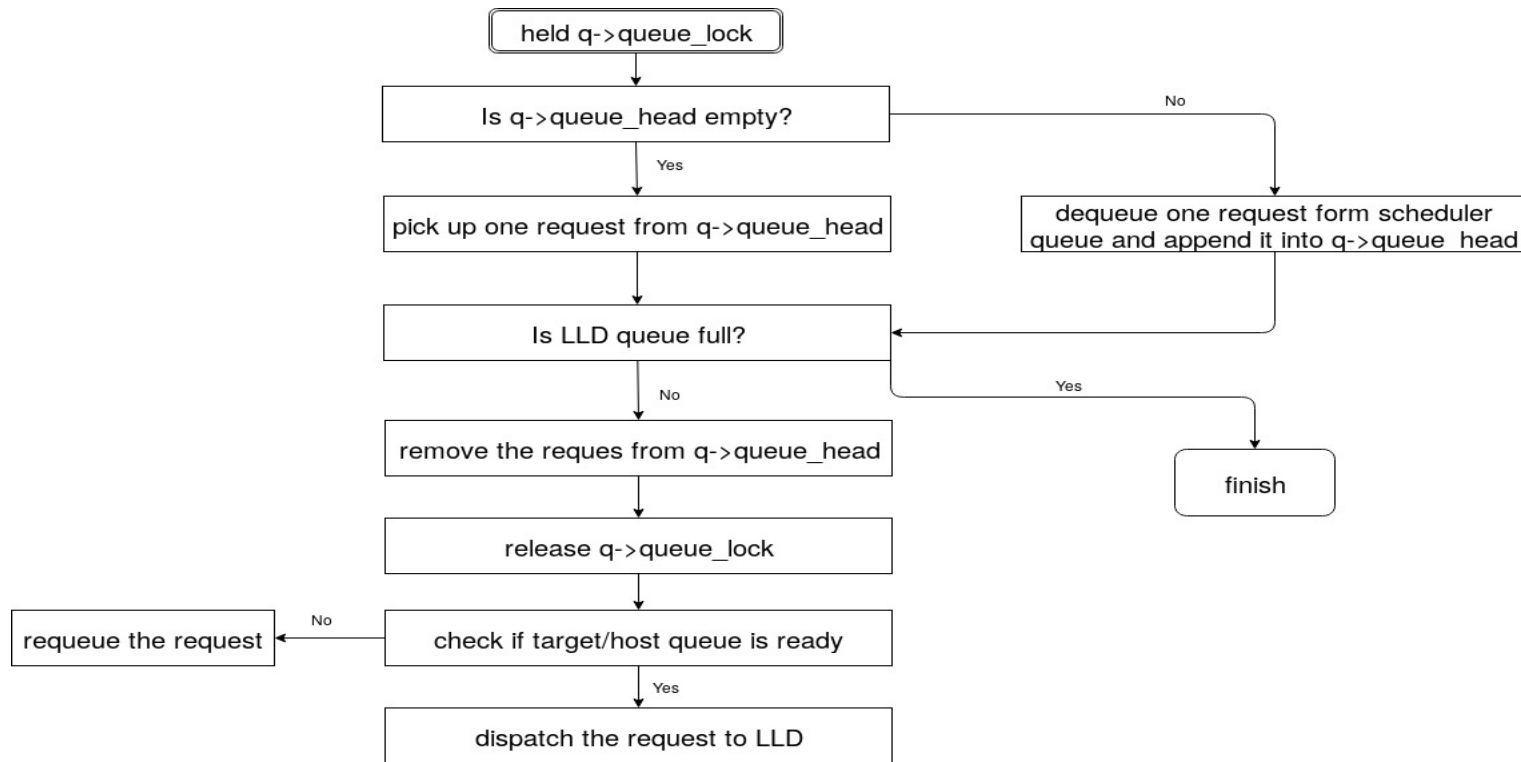 held q->queue_lock
Is q->queue_head empty?
No
Yes
pick up one request from q->queue_head
dequeue one request form scheduler
queue and append it into q->queue_head
Is LLD queue full?
No
Yes
remove the reques from q->queue_head
finish
release q->queue_lock
No
requeue the request
check if target/host queue is ready
Yes
dispatch the request to LLD